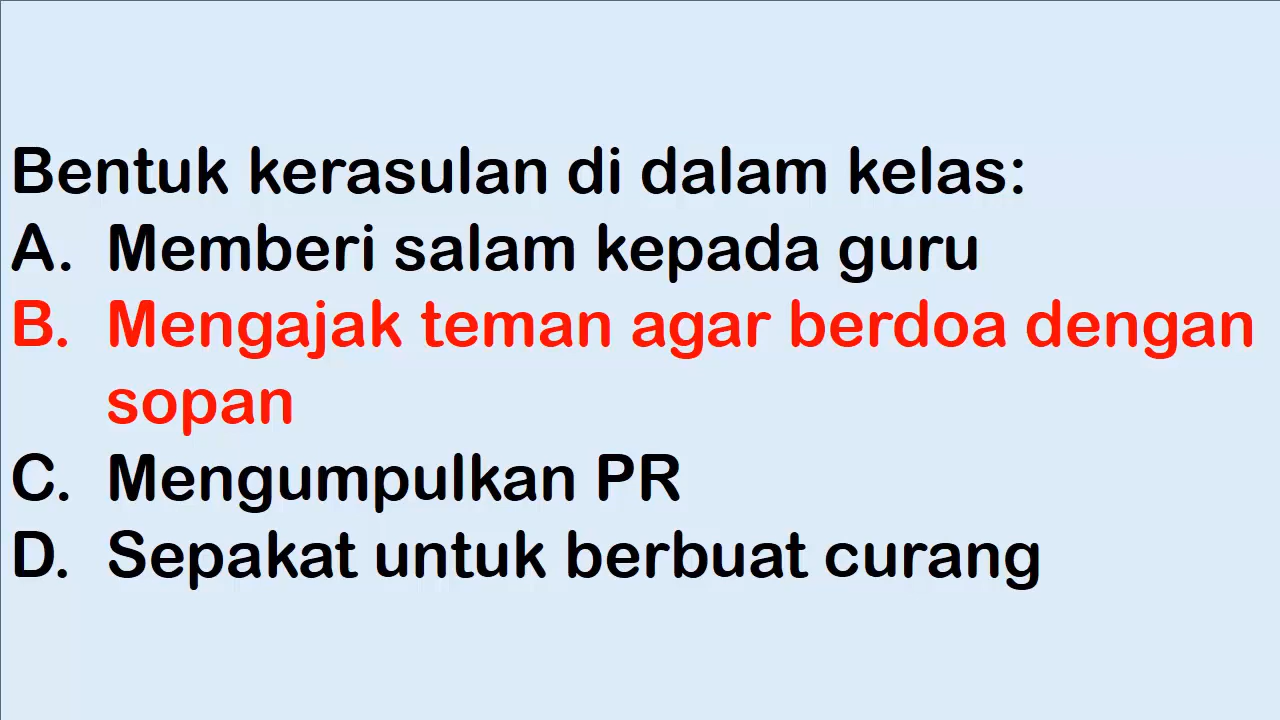 Bentuk kerasulan di dalam kelas:
A. Memberi salam kepada guru
B. Mengajak teman agar berdoa dengan
sopan
C. Mengumpulkan PR
D. Sepakat untuk berbuat curang